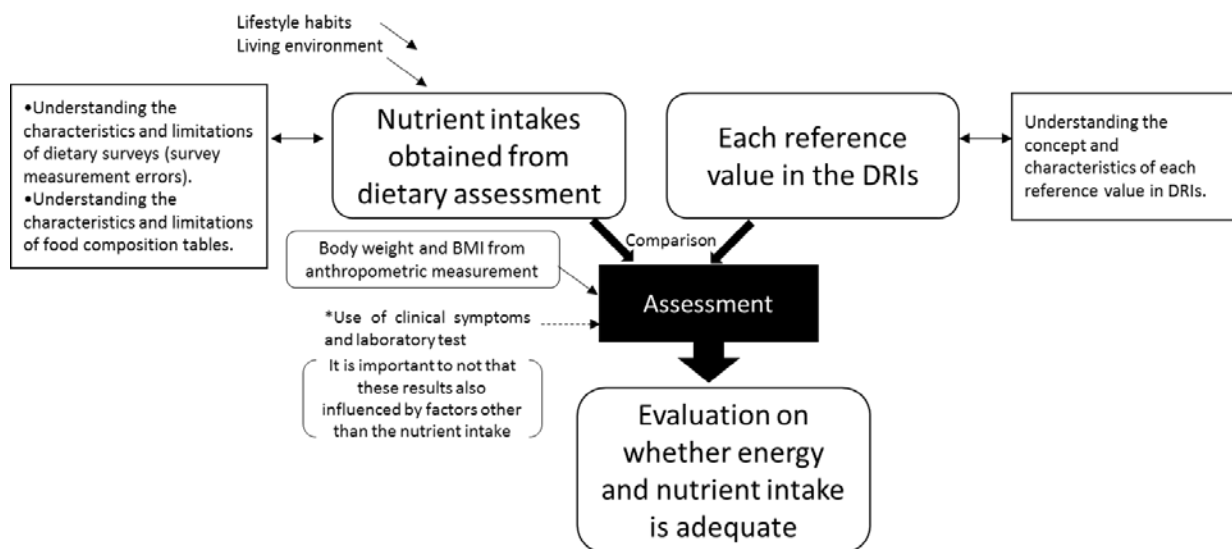 Lifestyle habits
Living environment
•Understanding the
characteristics and limitations
of dietary surveys (survey
measurement errors).
•Understanding the
characteristics and limitations
of food composition tables.
Nutrient intakes
obtained from
dietary assessment
Each reference
value in the DRIs
Understanding the
concept and
characteristics of each
reference value in DRIs.
Comparison
Body weight and BMI from
anthropometric measurement
Assessment
*Use of clinical symptoms
and laboratory test
It is important to not that
these results also
influenced by factors other
than the nutrient intake
Evaluation on
whether energy
and nutrient intake
is adequate